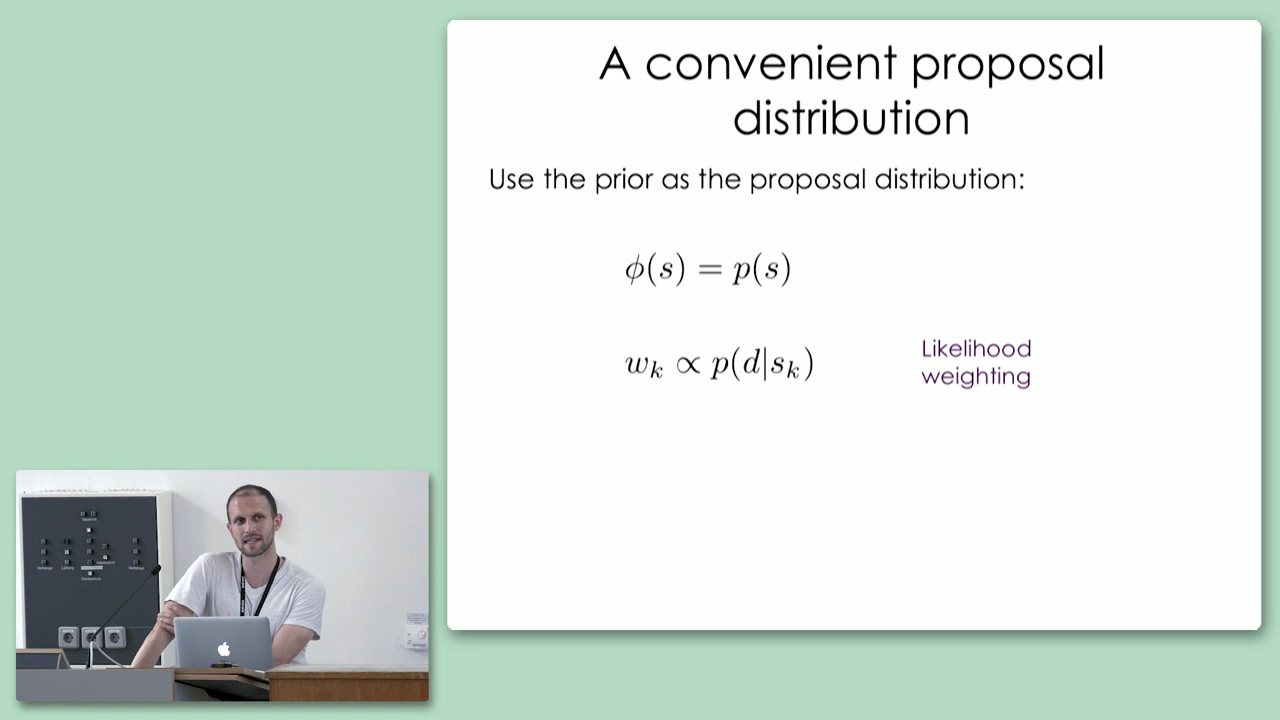 A convenient proposal
distribution
Use the prior as the proposal distribution:
ϕ(s) = p(s)
w_k ∝ p(d|s_k)
Likelihood
weighting